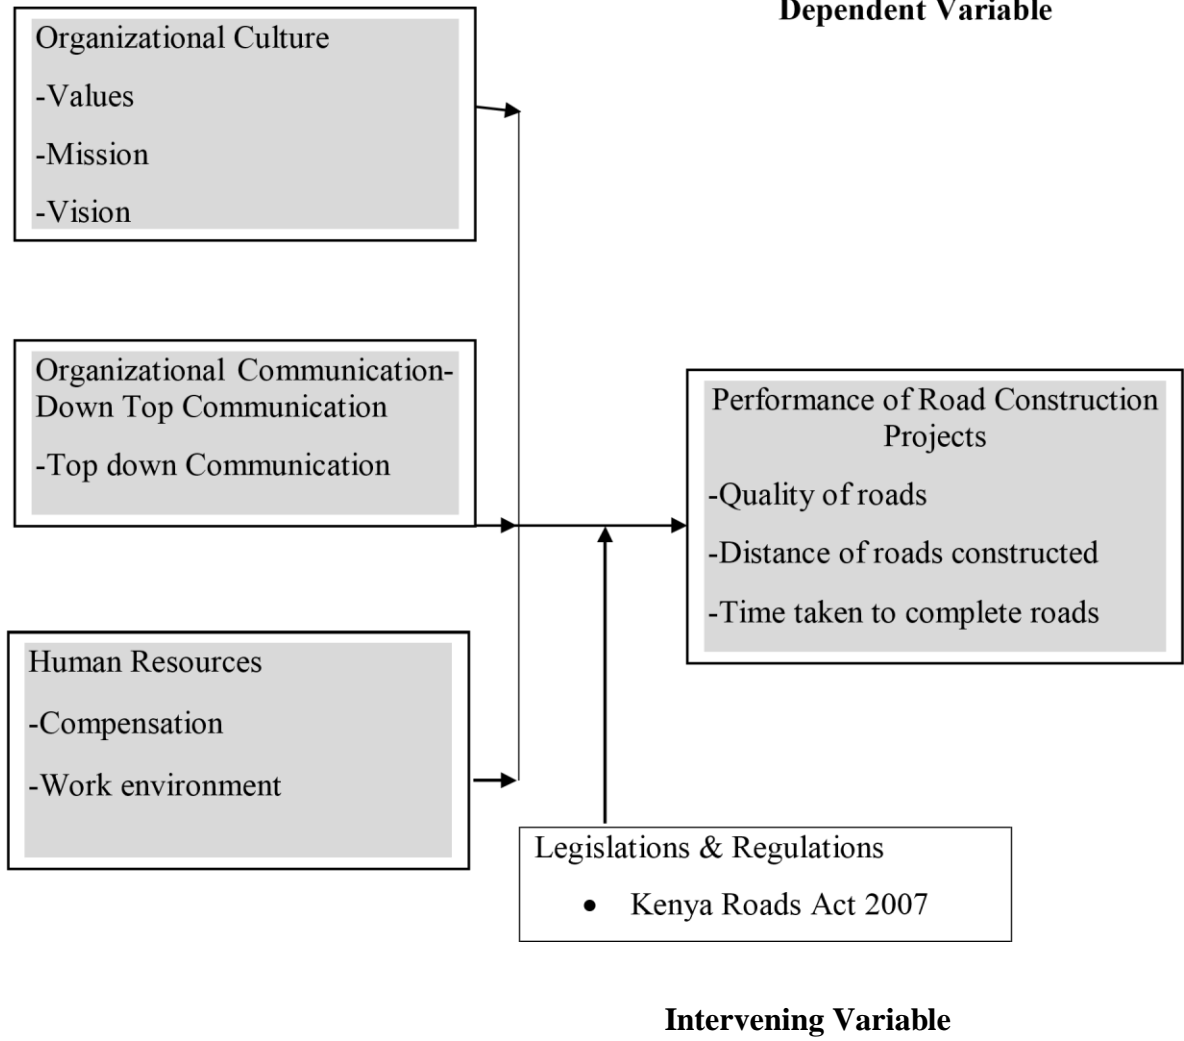 Dependent Variable
Organizational Culture
-Values
-Mission
-Vision
Organizational Communication-
Down Top Communication
-Top down Communication
Performance of Road Construction
Projects
-Quality of roads
-Distance of roads constructed
-Time taken to complete roads
Human Resources
-Compensation
-Work environment
Legislations & Regulations
• Kenya Roads Act 2007
Intervening Variable